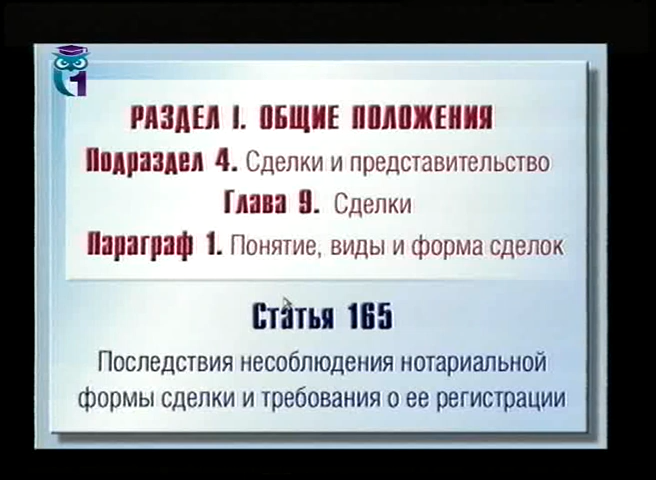 1
РАЗДЕЛ I. ОБЩИЕ ПОЛОЖЕНИЯ
Подраздел 4. Сделки и представительство
Глава 9. Сделки
Параграф 1. Понятие, виды и форма сделок
Статья 165
Последствия несоблюдения нотариальной
формы сделки и требования о ее регистрации